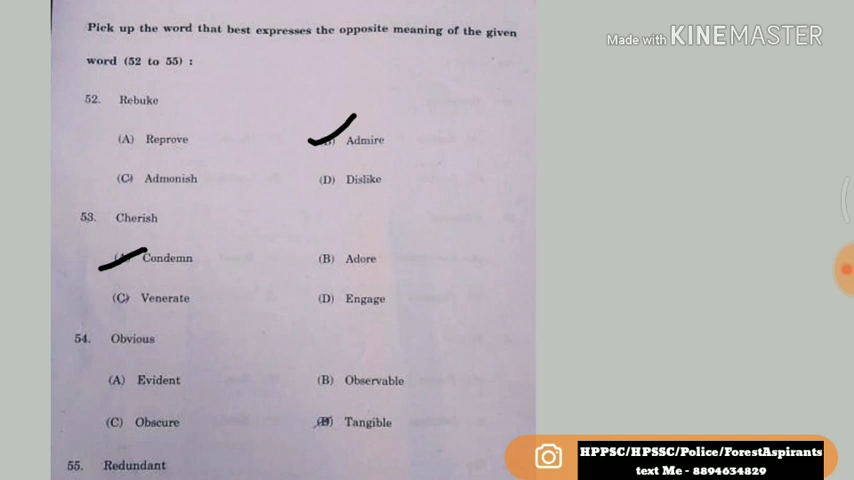 Pick up the word that best expresses the opposite meaning of the given
word (52 to 55) :
Made with KINEMASTER
52. Rebuke
(A) Reprove
Admire
(C) Admonish
(D) Dislike
53. Cherish
Condemn
(B) Adore
(C) Venerate
(D) Engage
54. Obvious
(A) Evident
(B) Observable
(C) Obscure
(D) Tangible
55. Redundant
HPPSC/HPSSC/Police/ForestAspirants
text Me - 8894634829